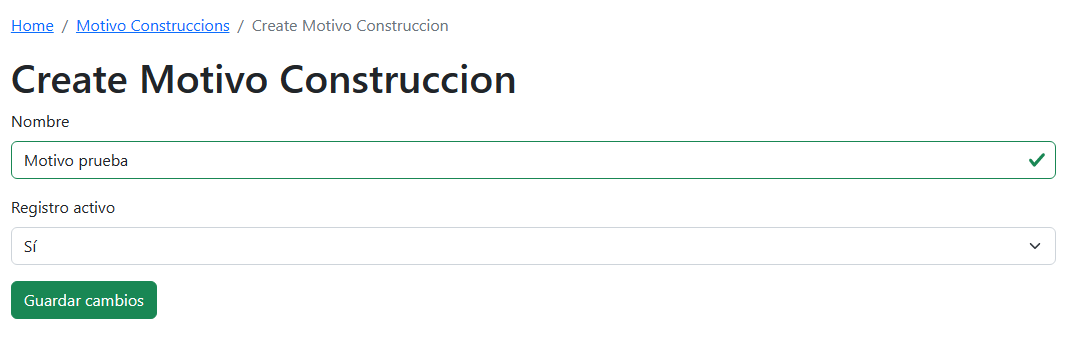 Home / Motivo Construccions / Create Motivo Construccion
Create Motivo Construccion
Nombre
Motivo prueba
Registro activo
Sí
Guardar cambios